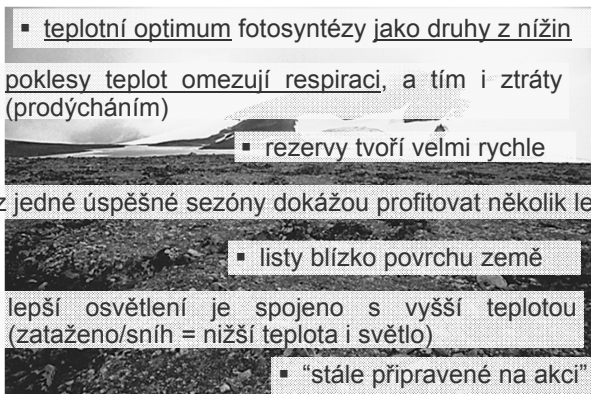 ▪ teplotní optimum fotosyntézy jako druhy z nížin
poklesy teplot omezují respiraci, a tím i ztráty
(prodýcháním)
▪ rezervy tvoří velmi rychle
z jedné úspěšné sezóny dokážou profitovat několik le
▪ listy blízko povrchu země
lepší osvětlení je spojeno s vyšší teplotou
(zataženo/sníh = nižší teplota i světlo)
▪ “stále připravené na akci”